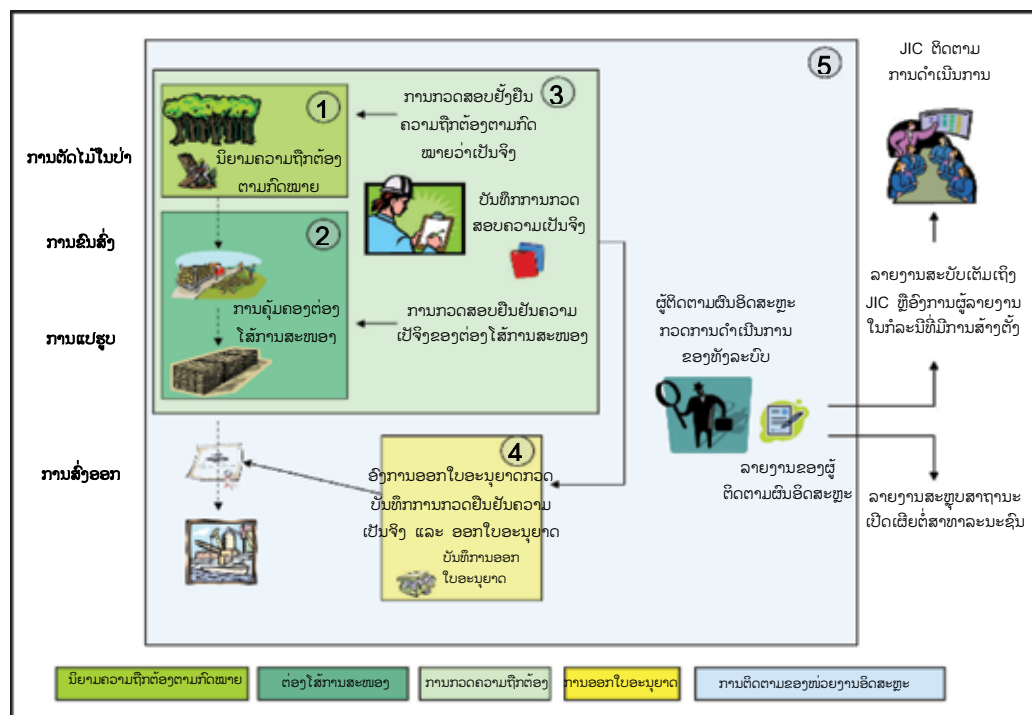 JIC ຕິດຕາມ
ການດຳເນີນການ
5
1
ນິຍາມຄວາມຖືກຕ້ອງ
ຕາມກົດໝາຍ
ການກວດສອບຢັ້ງຢືນ
3
ຄວາມຖືກຕ້ອງຕາມກົດ
ໝາຍວ່າເປັນຈິງ
ການຕັດໄມ້ໃນປ່າ
ບັນທຶກການກວດ
ສອບຄວາມເປັນຈິງ
ການຂົນສົ່ງ
2
ການຄຸ້ມຄອງຕ່ອງ
ໂສ້ການສະໜອງ
ການກວດສອບຢືນຢັນຄວາມ
ເປັຈິງຂອງຕ່ອງໂສ້ການສະໜອງ
ການແປຮູບ
ຜູ້ຕິດຕາມຜົນອິດສະຫຼະ
ກວດການດຳເນີນການ
ຂອງທັງລະບົບ
ລາຍງານສະບັບເຕັມເຖິງ
JIC ຫຼືອົງການຜູ້ລາຍງານ
ໃນກໍລະນີທີ່ມີການສ້າງຕັ້ງ
ການສົ່ງອອກ
4
ອົງການອອກໃບອະນຸຍາດກວດ
ບັນທຶກການກວດຢືນຢັນຄວາມ
ເປັນຈິງ ແລະ ອອກໃບອະນຸຍາດ
ບັນທຶການອອກ
ໃບອະນຸຍາດ
ລາຍງານຂອງຜູ້
ຕິດຕາມຜົນອິດສະຫຼະ
ລາຍງານສະຫຼຸບສາຖານະ
ເປີດເຜີຍຕໍ່ສາທາລະນະຊົນ
ນິຍາມຄວາມຖືກຕ້ອງຕາມກົດໝາຍ
ຕ່ອງໂສ້ການສະໜອງ
ການກວດຄວາມຖືກຕ້ອງ
ການອອກໃບອະນຸຍາດ
ການຕິດຕາມຂອງໜ່ວຍງານອິດສະຫຼະ